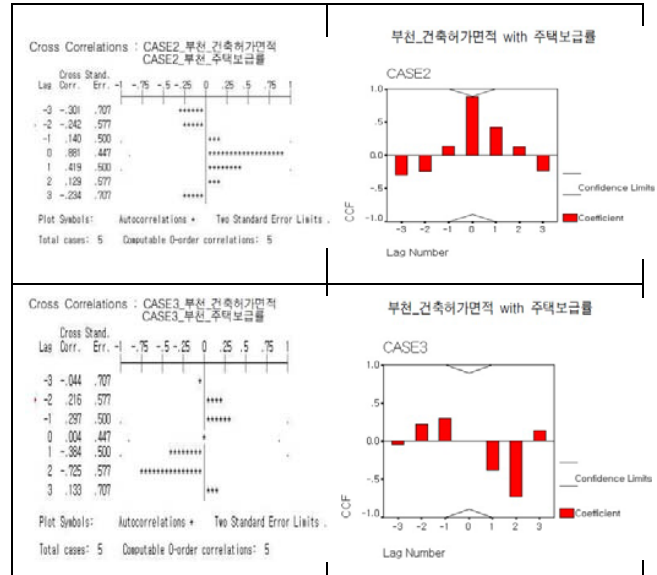 Cross Correlations : CASE2_부천_건축허가면적
CASE2_부천_주택보급률
Cross Stand.
Lag Corr. Err. -1 -.75 -.5 -.25 0 .25 .5 .75 1
-3 -.301 .707 ******
-2 -.242 .577 *****
-1 .140 .500 . *** .
0 .881 .447 . ******************
1 .419 .500 . ******** .
2 .129 .577 ***
3 -.234 .707 *****
Plot Symbols: Autocorrelations * Two Standard Error Limits .
Total cases: 5 Computable 0-order correlations: 5
부천_건축허가면적 with 주택보급률
CASE2
1.0
.5
0.0
-.5
-1.0
CCF
-3 -2 -1 0 1 2 3
Lag Number
Confidence Limits
Coefficient
Cross Correlations : CASE3_부천_건축허가면적
CASE3_부천_주택보급률
Cross Stand.
Lag Corr. Err. -1 -.75 -.5 -.25 0 .25 .5 .75 1
-3 -.044 .707 *
-2 .216 .577 ****
-1 .297 .500 . ****** .
0 .004 .447 . * .
1 -.384 .500 . ******** .
2 -.725 .577 ***************
3 .133 .707 ***
Plot Symbols: Autocorrelations * Two Standard Error Limits .
Total cases: 5 Computable 0-order correlations: 5
부천_건축허가면적 with 주택보급률
CASE3
1.0
.5
0.0
-.5
-1.0
CCF
-3 -2 -1 0 1 2 3
Lag Number
Confidence Limits
Coefficient